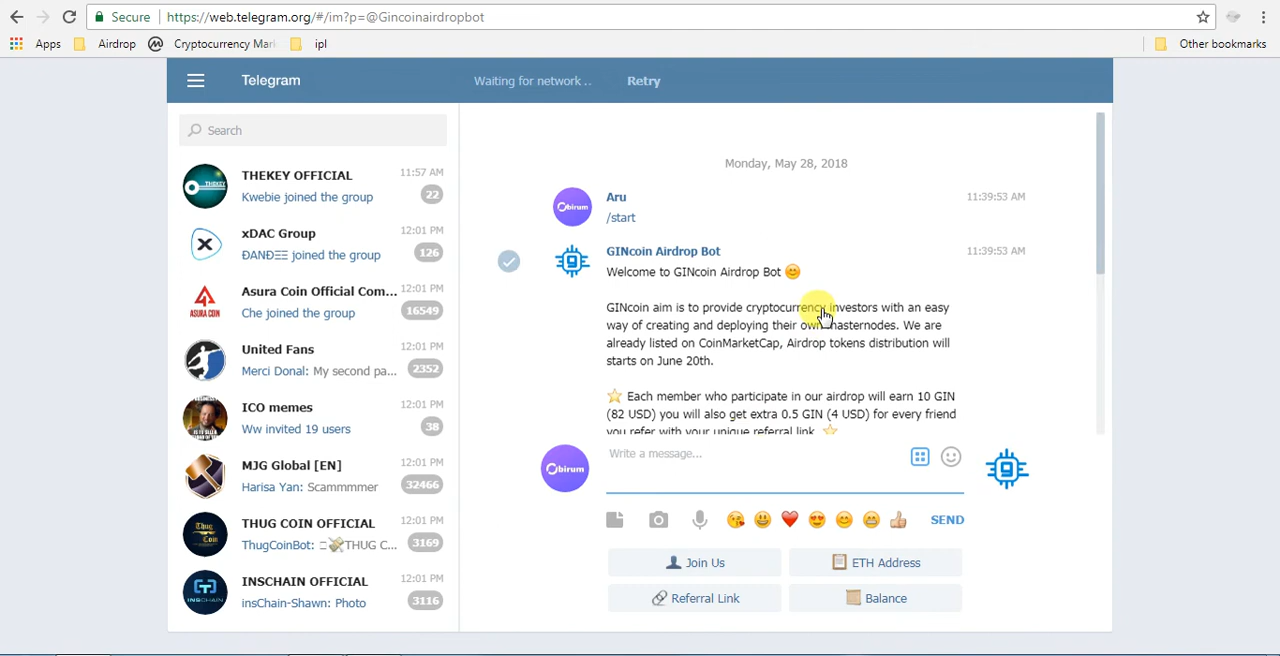 Secure https://web.telegram.org/#/im?p=@Gincoinairdropbot
Apps Airdrop Cryptocurrency Mar ipl Other bookmarks
Telegram Waiting for network .. Retry
Search
THEKEY OFFICIAL 11:57 AM
Kwebie joined the group 22
xDAC Group 12:01 PM
ĐANĐΞΞ joined the group 126
Asura Coin Official Com... 12:01 PM
Che joined the group 16549
United Fans 12:01 PM
Merci Donal: My second pa... 2352
ICO memes 12:01 PM
Ww invited 19 users 38
MJG Global [EN] 12:01 PM
Harisa Yan: Scammmmer 32466
THUG COIN OFFICIAL 12:01 PM
ThugCoinBot: Ξ💸THUG C... 3169
INSCHAIN OFFICIAL 12:01 PM
insChain-Shawn: Photo 3116
Monday, May 28, 2018
Aru 11:39:53 AM
/start
GINcoin Airdrop Bot 11:39:53 AM
Welcome to GINcoin Airdrop Bot 😊
GINcoin aim is to provide cryptocurrency investors with an easy
way of creating and deploying their own masternodes. We are
already listed on CoinMarketCap, Airdrop tokens distribution will
starts on June 20th.
⭐ Each member who participate in our airdrop will earn 10 GIN
(82 USD) you will also get extra 0.5 GIN (4 USD) for every friend
you refer with your unique referral link ⭐
Write a message...
Obirum
SEND
Join Us ETH Address
Referral Link Balance